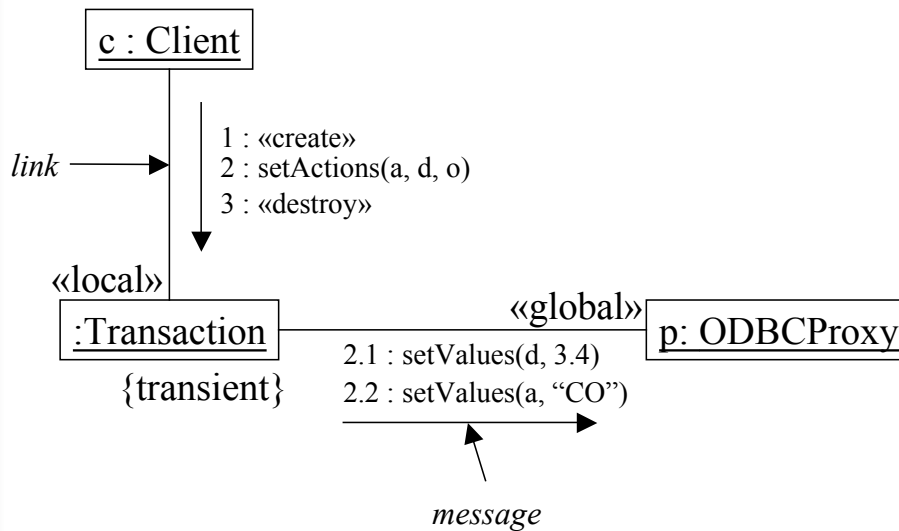 c : Client
1 : «create»
link
2 : setActions(a, d, o)
3 : «destroy»
«local»
«global»
:Transaction
p: ODBCProxy
{transient}
2.1 : setValues(d, 3.4)
2.2 : setValues(a, “CO”)
message